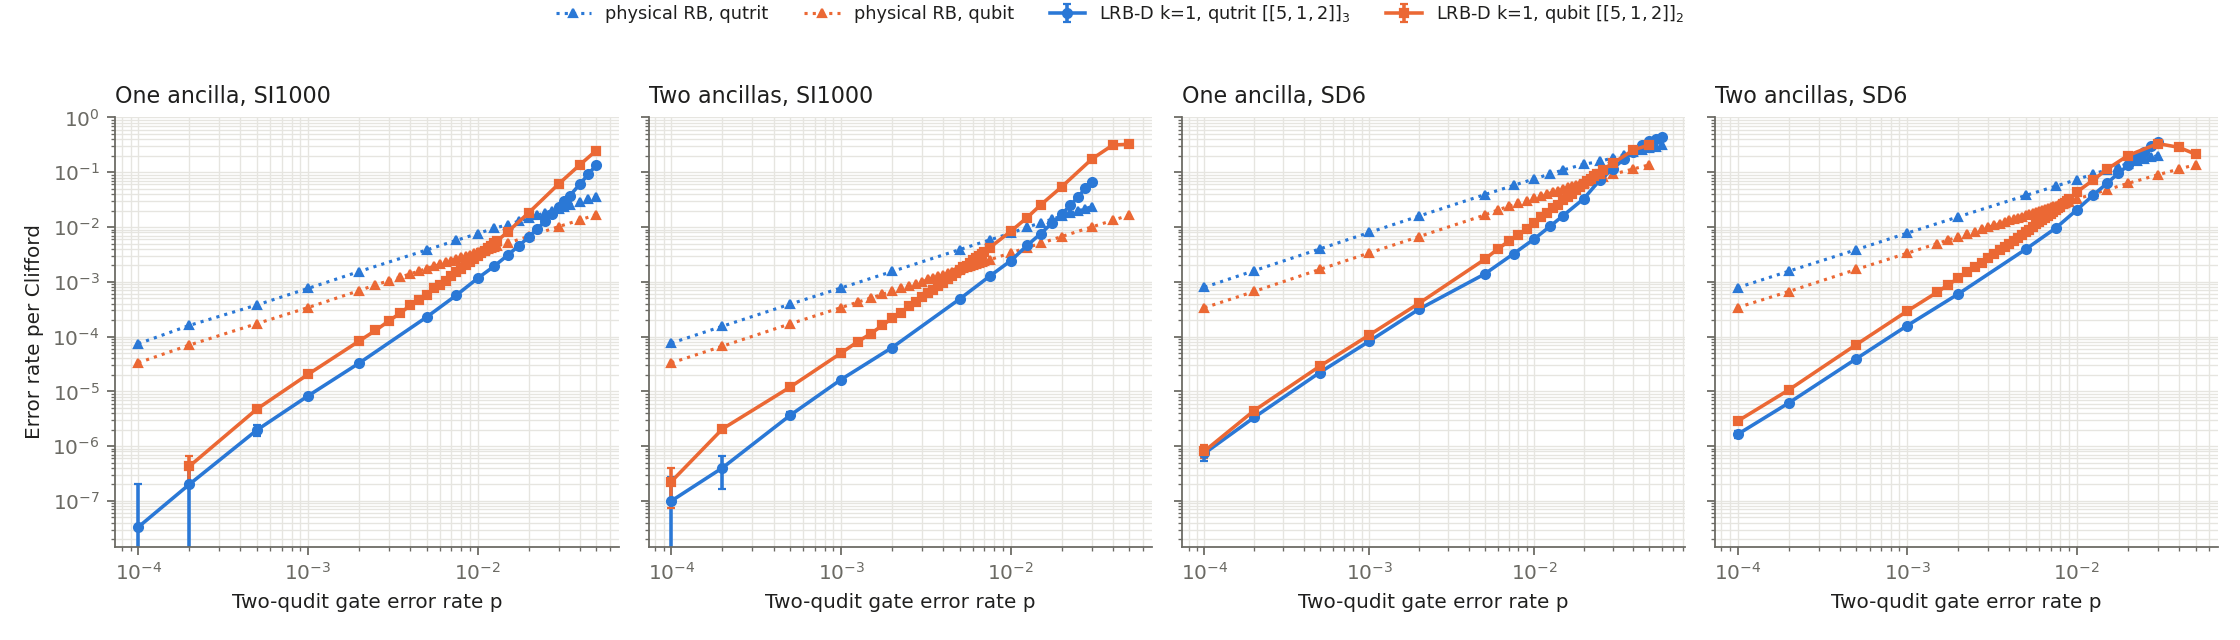 physical RB, qutrit physical RB, qubit LRB-D k=1, qutrit [[5, 1, 2]]₃ LRB-D k=1, qubit [[5, 1, 2]]₂
One ancilla, SI1000 Two ancillas, SI1000 One ancilla, SD6 Two ancillas, SD6
Error rate per Clifford
10⁰
10⁻¹
10⁻²
10⁻³
10⁻⁴
10⁻⁵
10⁻⁶
10⁻⁷
10⁻⁴ 10⁻³ 10⁻² 10⁻⁴ 10⁻³ 10⁻² 10⁻⁴ 10⁻³ 10⁻² 10⁻⁴ 10⁻³ 10⁻²
Two-qudit gate error rate p Two-qudit gate error rate p Two-qudit gate error rate p Two-qudit gate error rate p